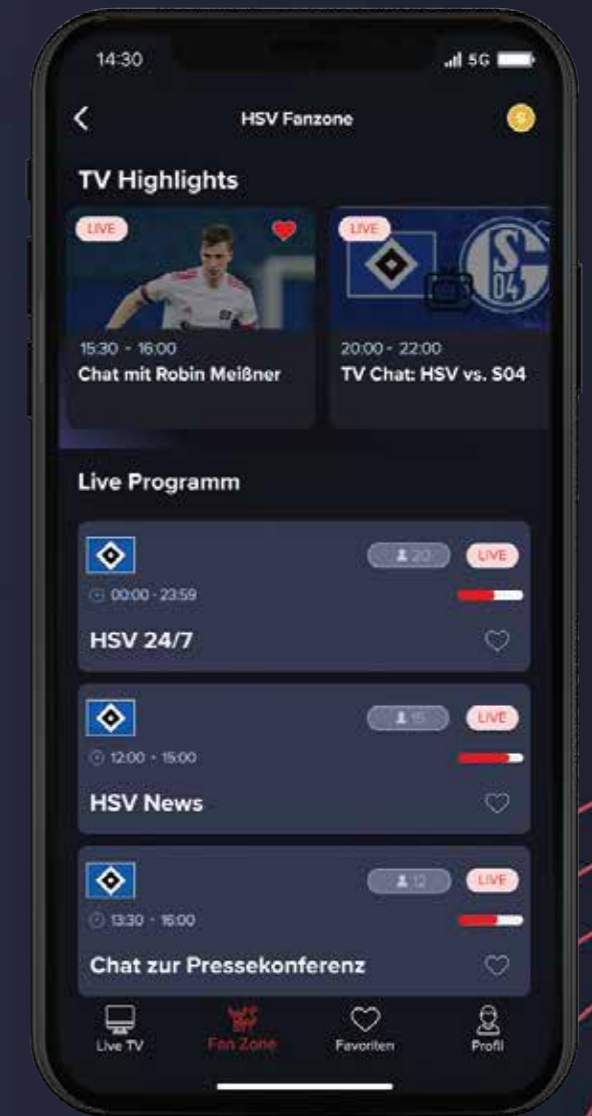 14:30
5G
HSV Fanzone
S
TV Highlights
LIVE
LIVE
S
04
15:30 - 16:00
20:00 - 22:00
Chat mit Robin Meißner
TV Chat: HSV vs. S04
Live Programm
20
LIVE
00:00 - 23:59
HSV 24/7
15
LIVE
12:00 - 15:00
HSV News
12
LIVE
13:30 - 16:00
Chat zur Pressekonferenz
Live TV
Fan Zone
Favoriten
Profil